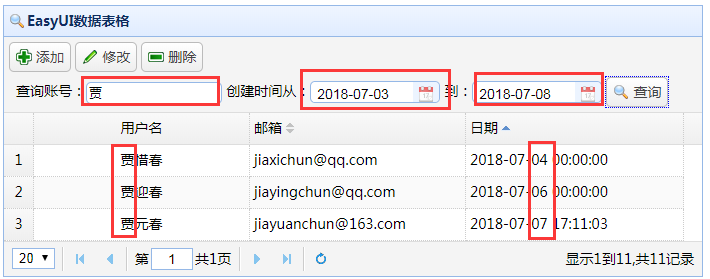 EasyUI数据表格
添加 修改 删除
查询账号： 贾 创建时间从： 2018-07-03 到： 2018-07-08 查询
用户名 邮箱 日期
1 贾惜春 jiaxichun@qq.com 2018-07-04 00:00:00
2 贾迎春 jiayingchun@qq.com 2018-07-06 00:00:00
3 贾元春 jiayuanchun@163.com 2018-07-07 17:11:03
20 第 1 共1页 显示1到11,共11记录